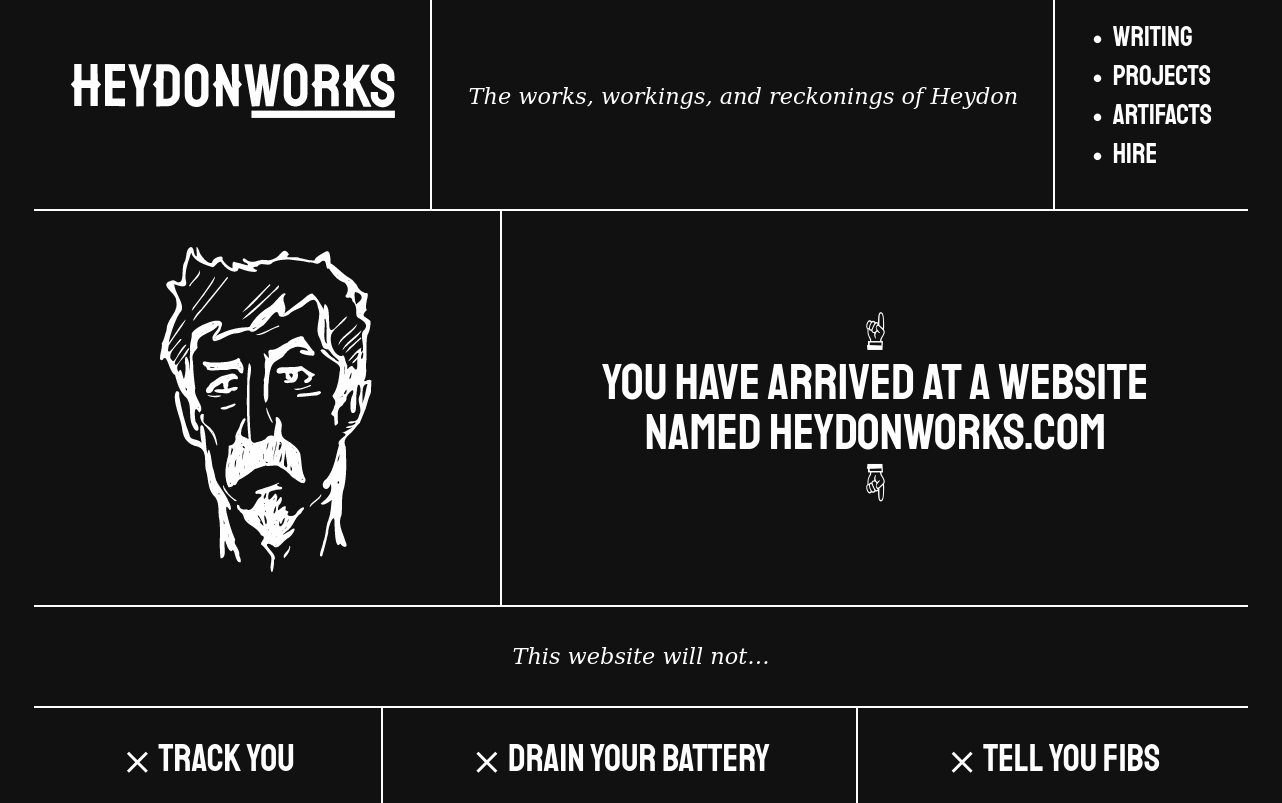 HEYDONWORKS
The works, workings, and reckonings of Heydon
• WRITING
• PROJECTS
• ARTIFACTS
• HIRE
☝
YOU HAVE ARRIVED AT A WEBSITE
NAMED HEYDONWORKS.COM
☟
This website will not…
× TRACK YOU
× DRAIN YOUR BATTERY
× TELL YOU FIBS